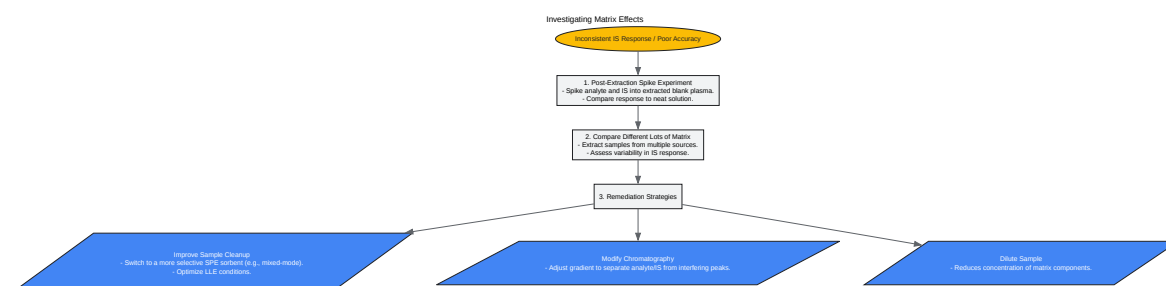 Investigating Matrix Effects
Inconsistent IS Response / Poor Accuracy
1. Post-Extraction Spike Experiment
- Spike analyte and IS into extracted blank plasma.
- Compare response to neat solution.
2. Compare Different Lots of Matrix
- Extract samples from multiple sources.
- Assess variability in IS response.
3. Remediation Strategies
Improve Sample Cleanup
- Switch to a more selective SPE sorbent (e.g., mixed-mode).
- Optimize LLE conditions.
Modify Chromatography
- Adjust gradient to separate analyte/IS from interfering peaks.
Dilute Sample
- Reduces concentration of matrix components.